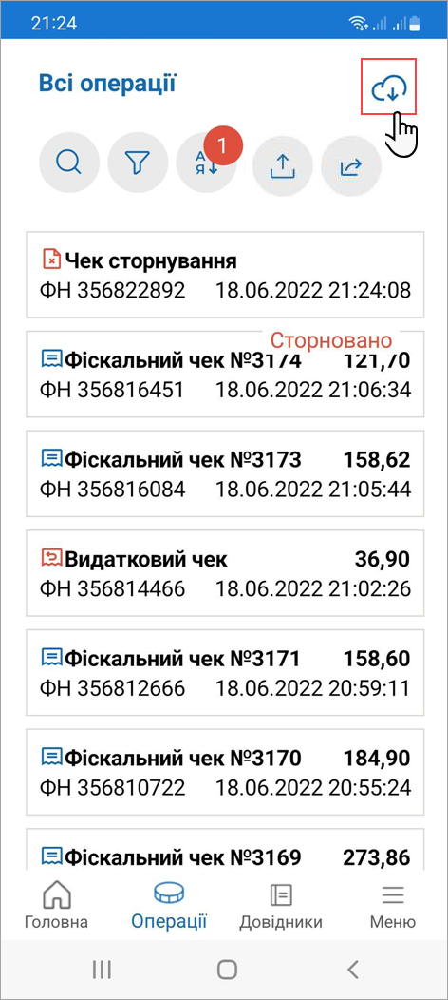 21:24
Всі операції
1
А
Я
Чек сторнування
ФН 356822892 18.06.2022 21:24:08
Сторновано
Фіскальний чек №3174 121,70
ФН 356816451 18.06.2022 21:06:34
Фіскальний чек №3173 158,62
ФН 356816084 18.06.2022 21:05:44
Видатковий чек 36,90
ФН 356814466 18.06.2022 21:02:26
Фіскальний чек №3171 158,60
ФН 356812666 18.06.2022 20:59:11
Фіскальний чек №3170 184,90
ФН 356810722 18.06.2022 20:55:24
Фіскальний чек №3169 273,86
Головна Операції Довідники Меню